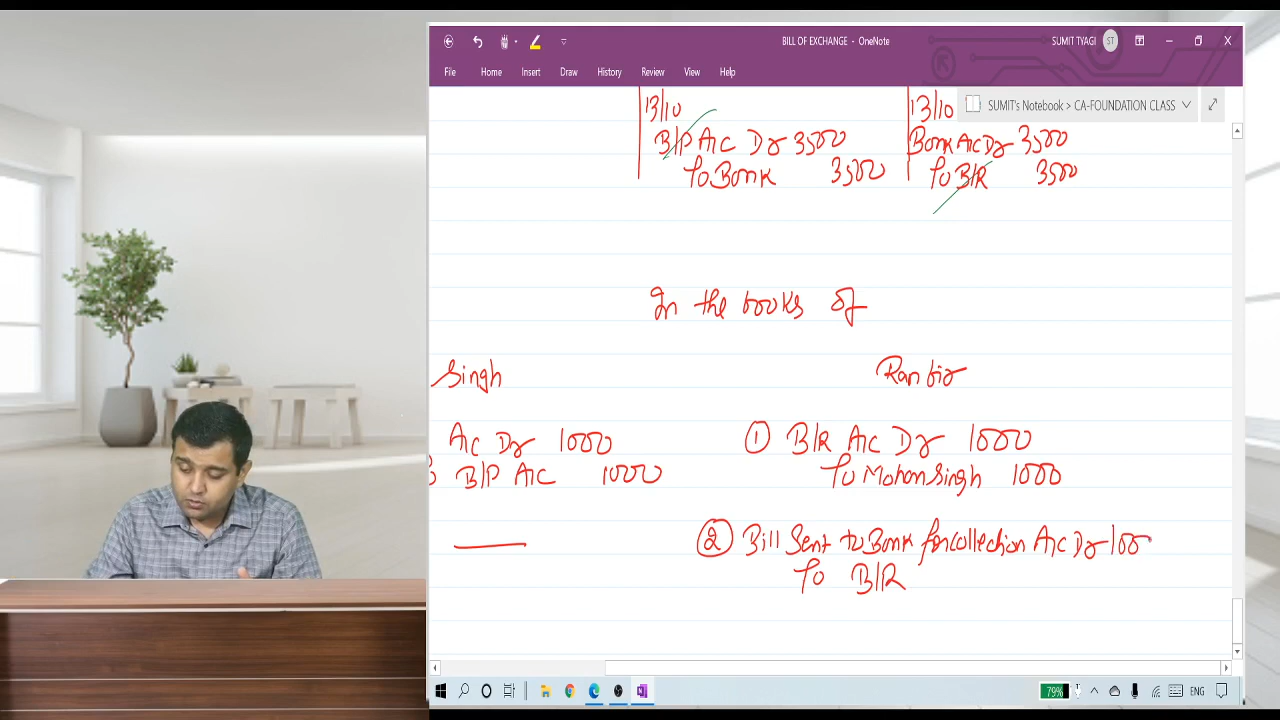 BILL OF EXCHANGE - OneNote
SUMIT TYAGI
ST
File Home Insert Draw History Review View Help
SUMIT's Notebook > CA-FOUNDATION CLASS
13/10
B/P A/c Dr 3500
To Bank 3500
13/10
Bank A/c Dr 3500
To B/R 3500
In the books of
Singh
Ranbir
A/c Dr 1000
B/P A/c 1000
① B/R A/c Dr 1000
To Mohan Singh 1000
② Bill Sent to Bank for collection A/c Dr 100
To B/R
79%
ENG